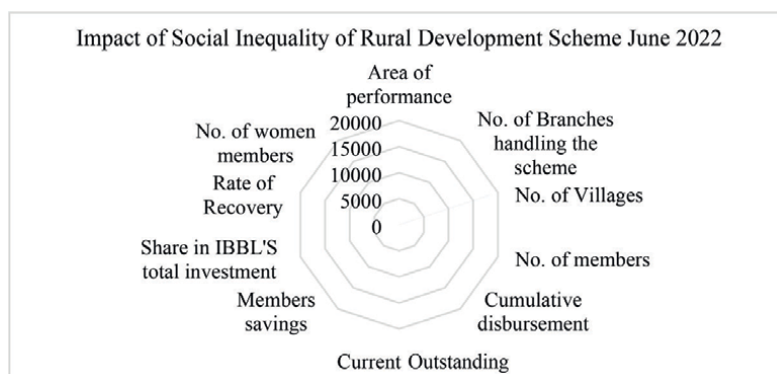 Impact of Social Inequality of Rural Development Scheme June 2022
Area of
performance
No. of Branches
handling the
scheme
No. of Villages
No. of members
Cumulative
disbursement
Current Outstanding
Members
savings
Share in IBBL'S
total investment
Rate of
Recovery
No. of women
members
20000
15000
10000
5000
0